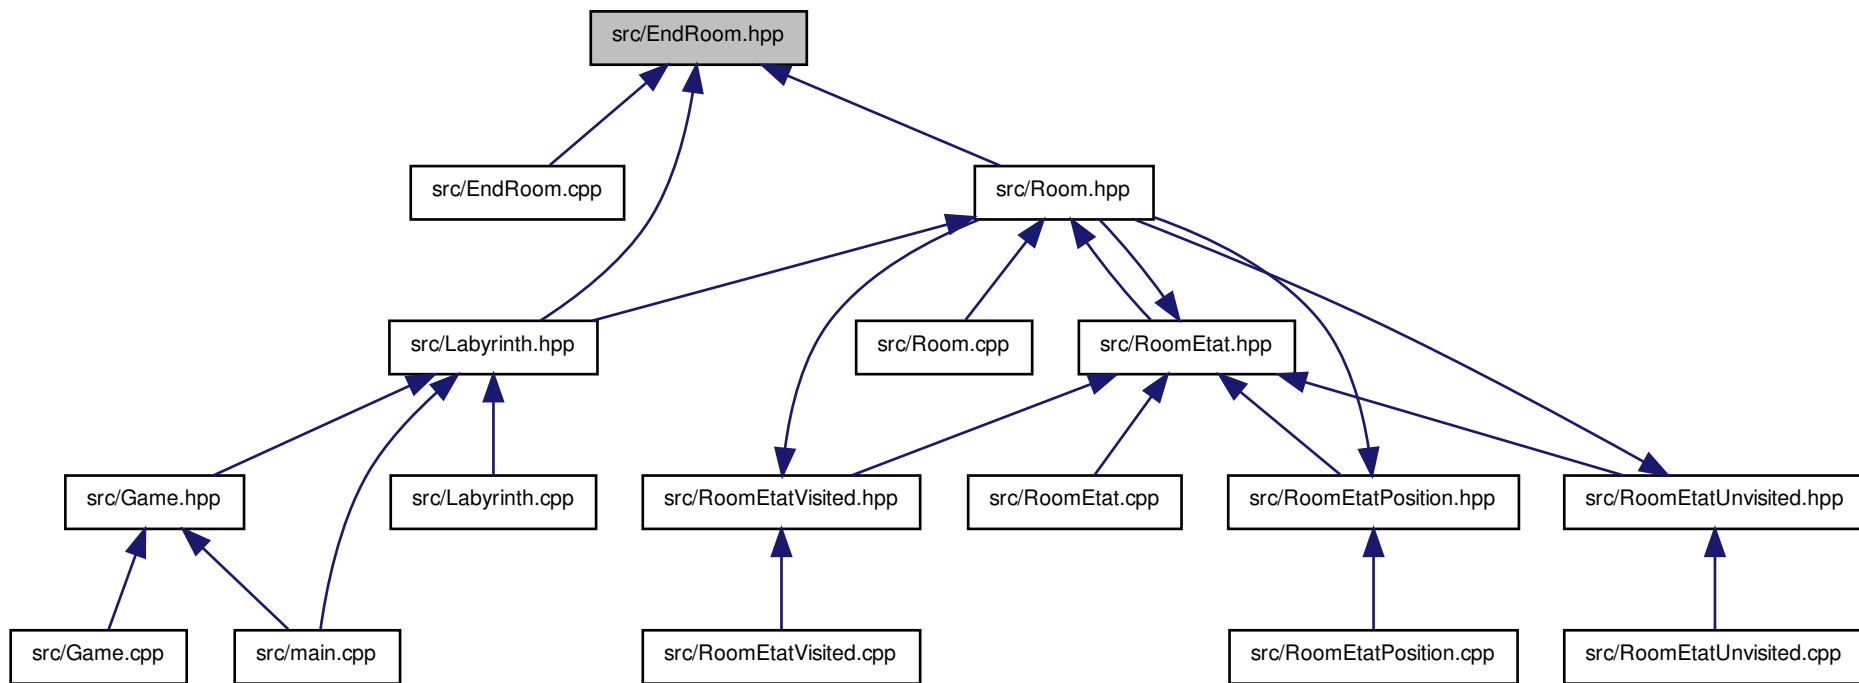 src/EndRoom.hpp
src/EndRoom.cpp
src/Room.hpp
src/Labyrinth.hpp
src/Room.cpp
src/RoomEtat.hpp
src/Game.hpp
src/Labyrinth.cpp
src/RoomEtatVisited.hpp
src/RoomEtat.cpp
src/RoomEtatPosition.hpp
src/RoomEtatUnvisited.hpp
src/Game.cpp
src/main.cpp
src/RoomEtatVisited.cpp
src/RoomEtatPosition.cpp
src/RoomEtatUnvisited.cpp